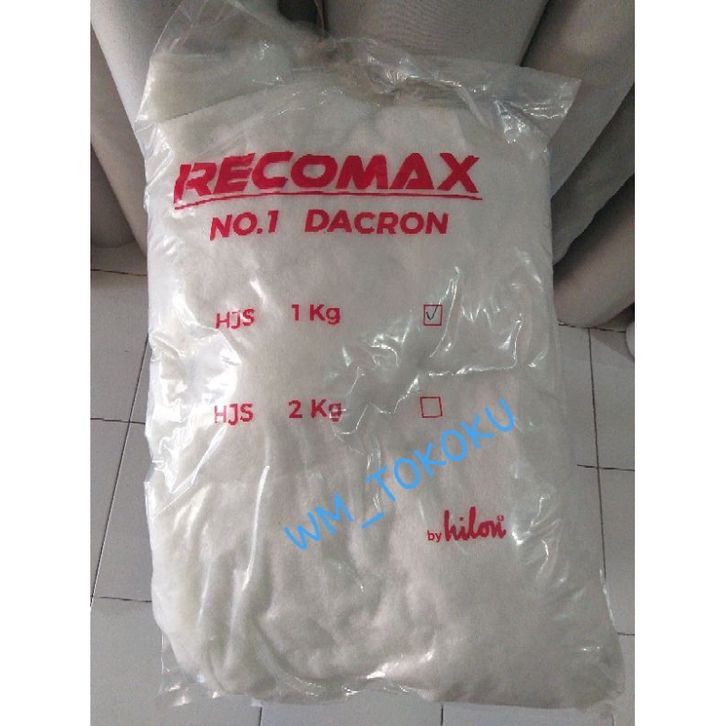 RECOMAX
NO.1 DACRON
HJS 1 Kg ☑
HJS 2 Kg ☐
WM_TOKOKU
by hilon